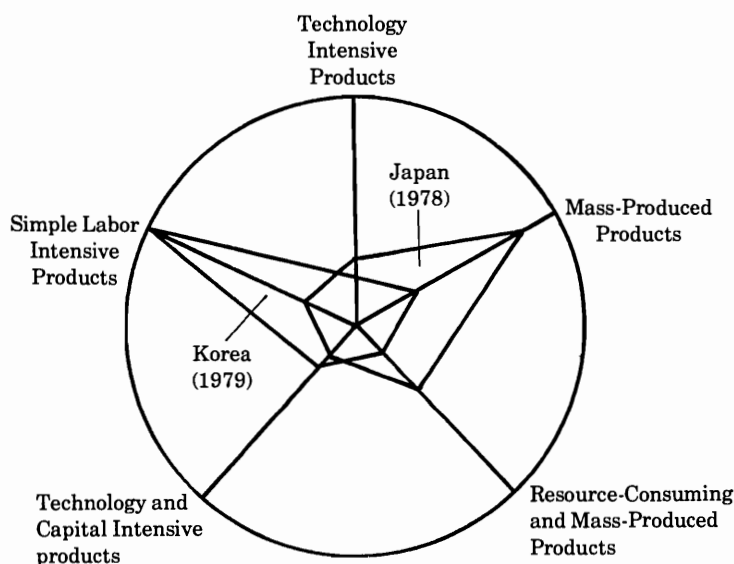 Technology
Intensive
Products
Japan
(1978)
Mass-Produced
Products
Simple Labor
Intensive
Products
Korea
(1979)
Technology and
Capital Intensive
products
Resource-Consuming
and Mass-Produced
Products